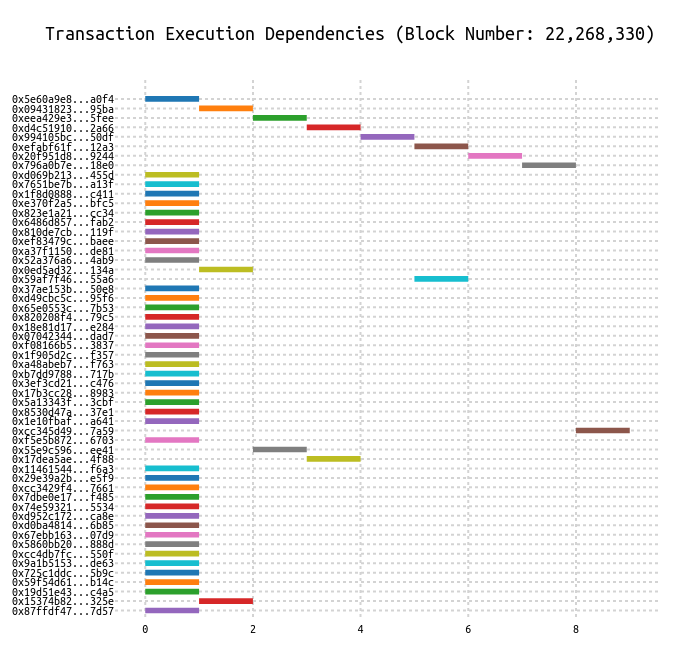 Transaction Execution Dependencies (Block Number: 22,268,330)
0x5e60a9e8...a0f4
0x09431823...95ba
0xeea429e3...5fee
0xd4c51910...2a66
0x994105bc...50df
0xefabf61f...12a3
0x20f951d8...9244
0x796a0b7e...18e0
0xd069b213...455d
0x7651be7b...a13f
0x1f8d0888...c411
0xe370f2a5...bfc5
0x823e1a21...cc34
0x6486d857...fab2
0x810de7cb...119f
0xef83479c...baee
0xa37f1150...de81
0x52a376a6...4ab9
0x0ed5ad32...134a
0x59af7f46...55a6
0x37ae153b...50e8
0xd49cbc5c...95f6
0x65e0553c...7b53
0x820208f4...79c5
0x18e81d17...e284
0x07042344...dad7
0xf08166b5...3837
0x1f905d2c...f357
0xa48abeb7...f763
0xb7dd9788...717b
0x3ef3cd21...c476
0x17b3cc28...8983
0x5a13343f...3cbf
0x8530d47a...37e1
0x1e10fbaf...a641
0xcc345d49...7a59
0xf5e5b872...6703
0x55e9c596...ee41
0x17dea5ae...4f88
0x11461544...f6a3
0x29e39a2b...e5f9
0xcc3429f4...7661
0x7dbe0e17...f485
0x74e59321...5534
0xd952c172...ca8e
0xd0ba4814...6b85
0x67ebb163...07d9
0x5860bb20...888d
0xcc4db7fc...550f
0x9a1b5153...de63
0x725c1ddc...5b9c
0x59f54d61...b14c
0x19d51e43...c4a5
0x15374b82...325e
0x87ffdf47...7d57
0 2 4 6 8